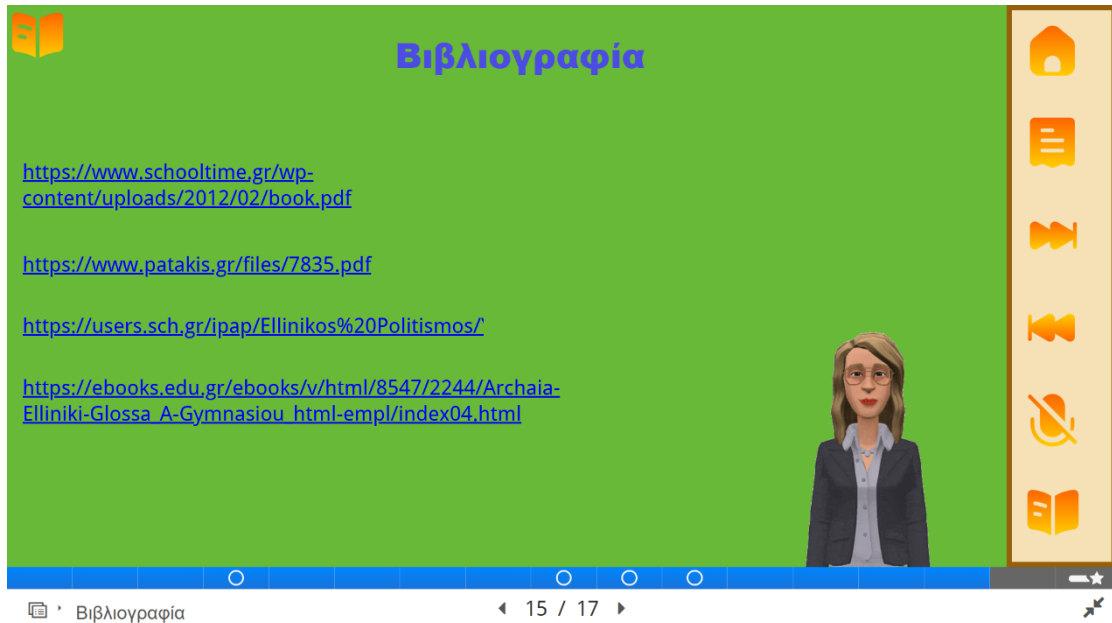 Βιβλιογραφία
https://www.schooltime.gr/wp-
content/uploads/2012/02/book.pdf
https://www.patakis.gr/files/7835.pdf
https://users.sch.gr/ipap/Ellinikos%20Politismos/`
https://ebooks.edu.gr/ebooks/v/html/8547/2244/Archaia-
Elliniki-Glossa_A-Gymnasiou_html-empl/index04.html
Βιβλιογραφία
15 / 17